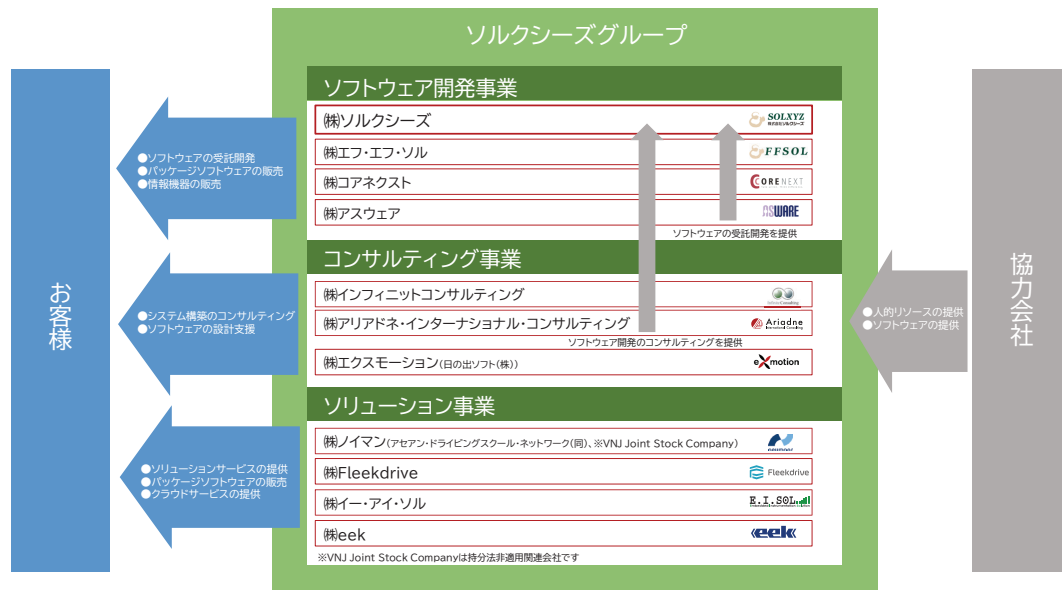 ソルクシーズグループ
お客様
ソフトウェア開発事業
㈱ソルクシーズ
SOLXYZ
株式会社ソルクシーズ
㈱エフ・エフ・ソル
FFSOL
㈱コアネクスト
CORENEXT
㈱アスウェア
ASWARE
ソフトウェアの受託開発を提供
●ソフトウェアの受託開発
●パッケージソフトウェアの販売
●情報機器の販売
コンサルティング事業
㈱インフィニットコンサルティング
InfiniteConsulting
㈱アリアドネ・インターナショナル・コンサルティング
Ariadne
International Consulting
ソフトウェア開発のコンサルティングを提供
㈱エクスモーション(日の出ソフト(株))
eXmotion
●システム構築のコンサルティング
●ソフトウェアの設計支援
ソリューション事業
㈱ノイマン(アセアン・ドライビングスクール・ネットワーク(同)、※VNJ Joint Stock Company)
㈱Fleekdrive
Fleekdrive
㈱イー・アイ・ソル
E.I.SOL
㈱eek
eek
※VNJ Joint Stock Companyは持分法非適用関連会社です
●ソリューションサービスの提供
●パッケージソフトウェアの販売
●クラウドサービスの提供
●人的リソースの提供
●ソフトウェアの提供
協力会社